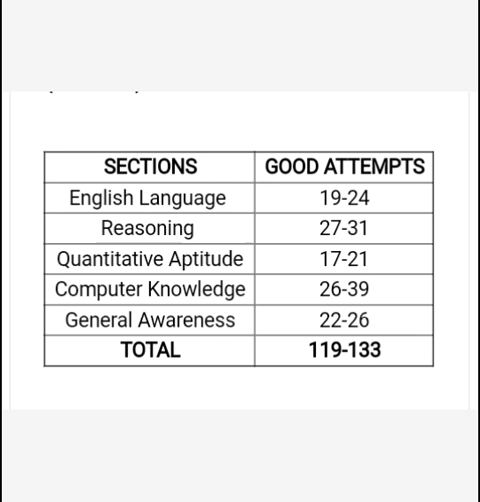 SECTIONS GOOD ATTEMPTS
English Language 19-24
Reasoning 27-31
Quantitative Aptitude 17-21
Computer Knowledge 26-39
General Awareness 22-26
TOTAL 119-133